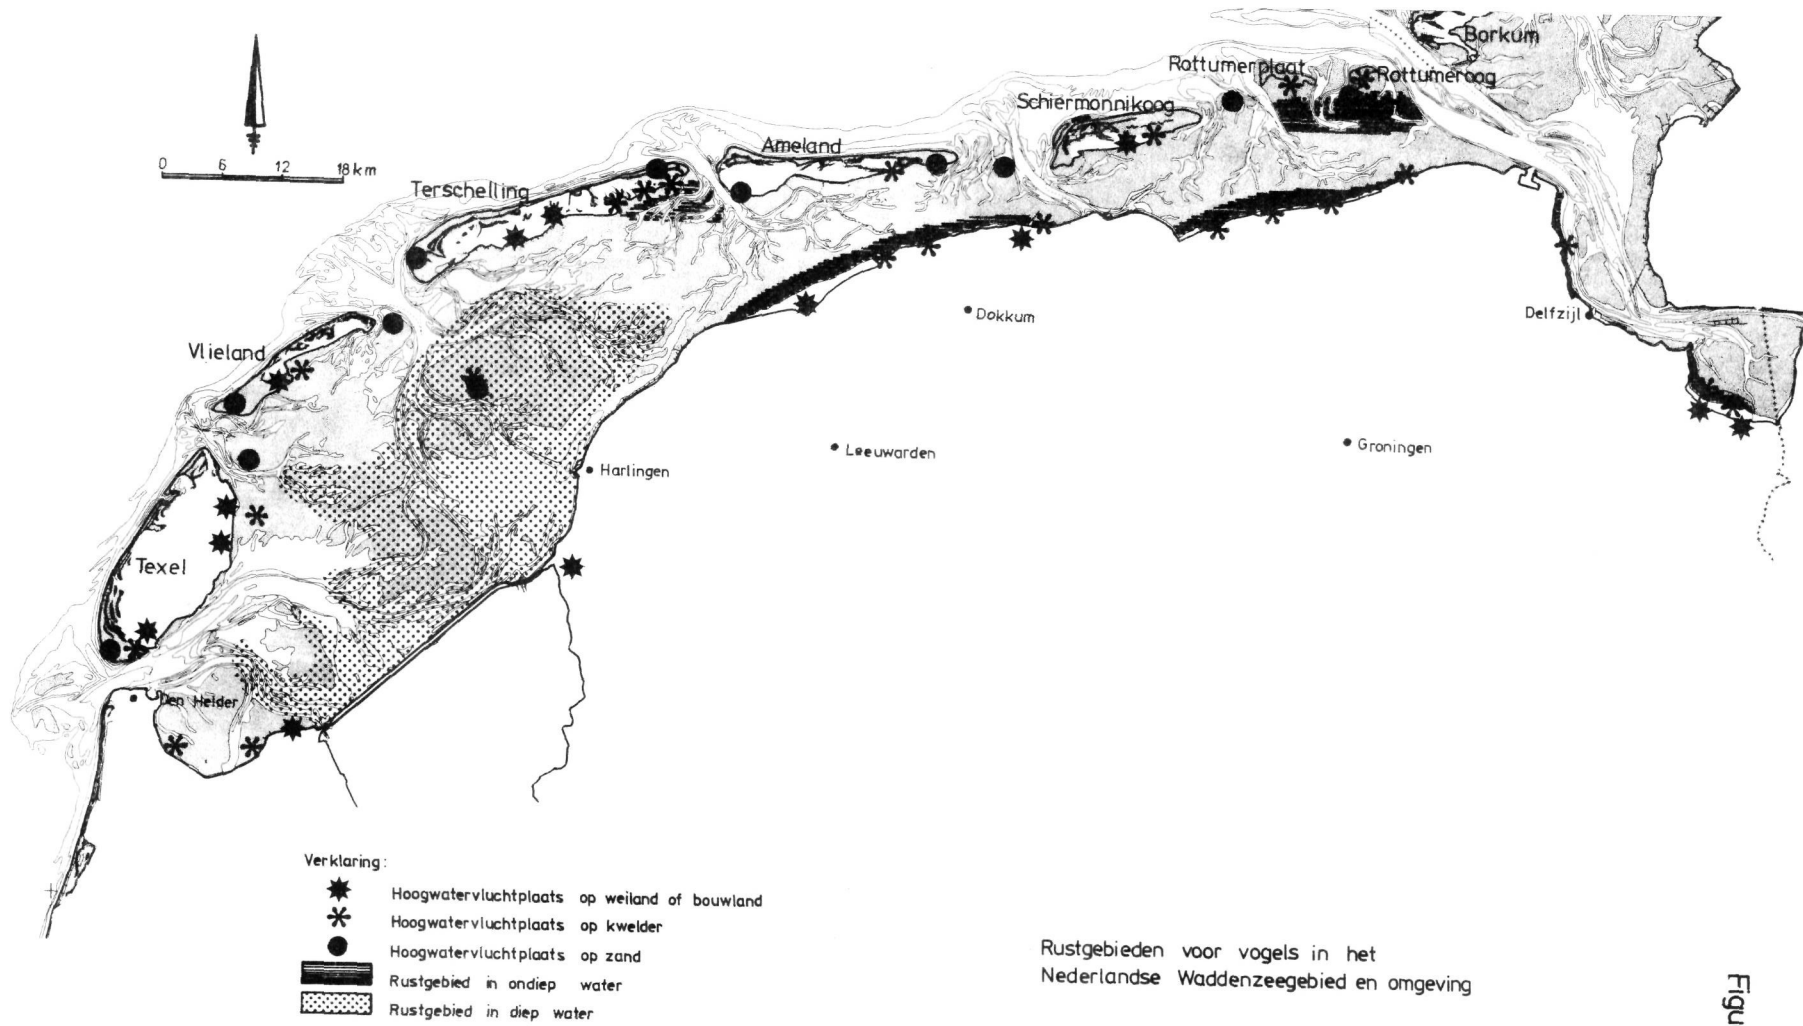 Borkum
Rottumerplaat
Rottumeroog
Schiermonnikoog
Ameland
0 6 12 18 km
Terschelling
Dokkum
Delfzijl
Vlieland
Leeuwarden
Groningen
Harlingen
Texel
Den Helder
Verklaring:
Hoogwatervluchtplaats op weiland of bouwland
Hoogwatervluchtplaats op kwelder
Hoogwatervluchtplaats op zand
Rustgebied in ondiep water
Rustgebied in diep water
Rustgebieden voor vogels in het
Nederlandse Waddenzeegebied en omgeving
Figu